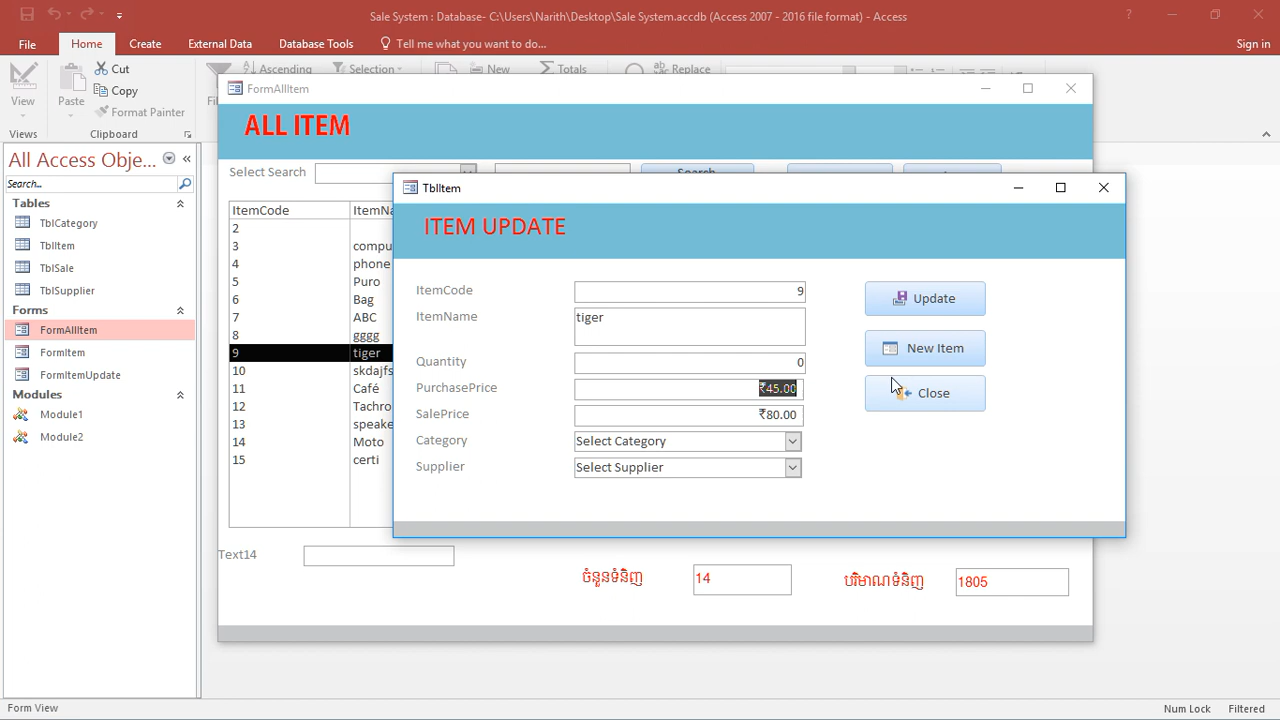 Sale System : Database- C:\Users\Narith\Desktop\Sale System.accdb (Access 2007 - 2016 file format) - Access
File
Home
Create
External Data
Database Tools
Tell me what you want to do...
Sign in
View
Views
Paste
Cut
Copy
Format Painter
Clipboard
Ascending
Selection
New
Totals
Replace
All Access Obje...
Search...
Tables
TblCategory
TblItem
TblSale
TblSupplier
Forms
FormAllItem
FormItem
FormItemUpdate
Modules
Module1
Module2
FormAllItem
ALL ITEM
Select Search
Search
ItemCode
2
3 compu
4 phone
5 Puro
6 Bag
7 ABC
8 gggg
9 tiger
10 skdajfs
11 Café
12 Tachro
13 speake
14 Moto
15 certi
Text14
ចំនួនទំនិញ 14
បរិមាណទំនិញ 1805
TblItem
ITEM UPDATE
ItemCode 9
ItemName tiger
Quantity 0
PurchasePrice ₹45.00
SalePrice ₹80.00
Category Select Category
Supplier Select Supplier
Update
New Item
Close
Form View
Num Lock
Filtered